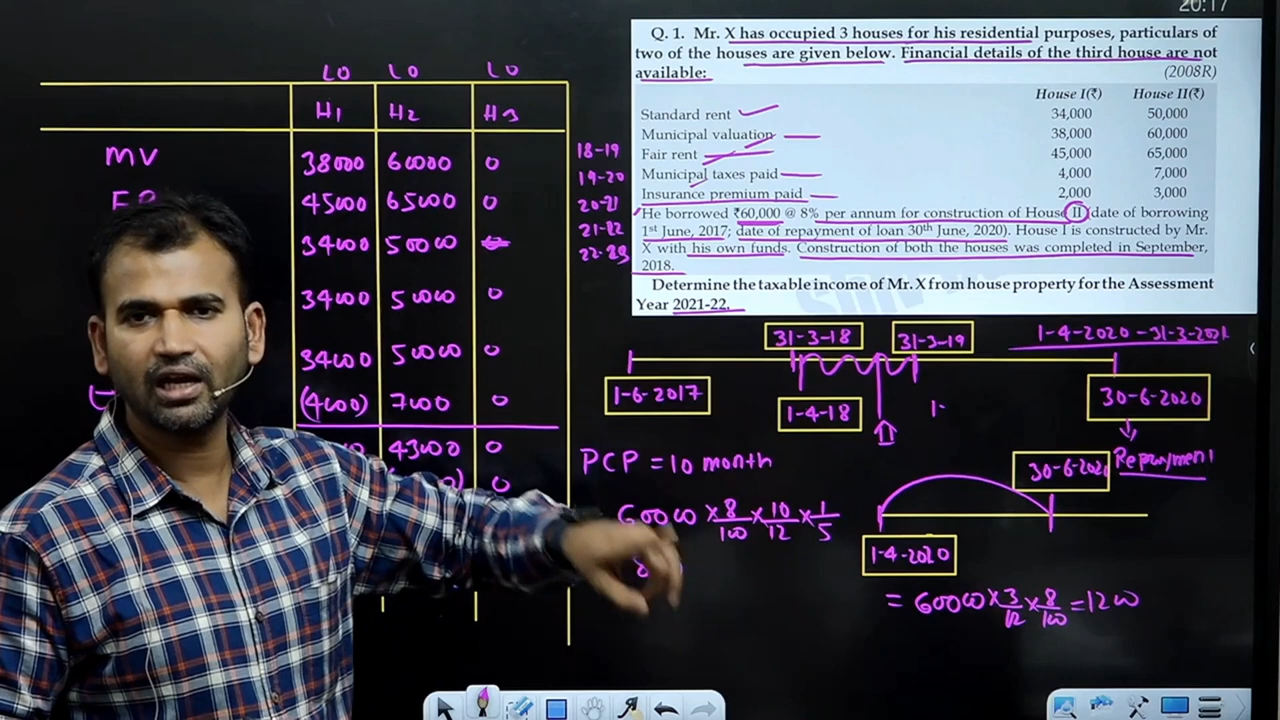 20:17
Q. 1. Mr. X has occupied 3 houses for his residential purposes, particulars of
two of the houses are given below. Financial details of the third house are not
available: (2008R)
House I(₹) House II(₹)
Standard rent 34,000 50,000
Municipal valuation 38,000 60,000
Fair rent 45,000 65,000
Municipal taxes paid 4,000 7,000
Insurance premium paid 2,000 3,000
He borrowed ₹60,000 @ 8% per annum for construction of House II (date of borrowing
1st June, 2017; date of repayment of loan 30th June, 2020). House I is constructed by Mr.
X with his own funds. Construction of both the houses was completed in September,
2018.
Determine the taxable income of Mr. X from house property for the Assessment
Year 2021-22.
LO LO LO
H1 H2 H3
MV 38000 60000 0
FR 45000 65000 0
34000 50000
34000 50000 0
34000 50000 0
(4000) 7000 0
43000 0
0
18-19
19-20
20-21
21-22
22-23
31-3-18 31-3-19 1-4-2020-31-3-2021
1-6-2017 1-4-18 1- 30-6-2020
Repayment
PCP = 10 month
60000 × 8/100 × 10/12 × 1/5
30-6-2021
1-4-2020
= 60000 × 3/12 × 8/100 = 1200